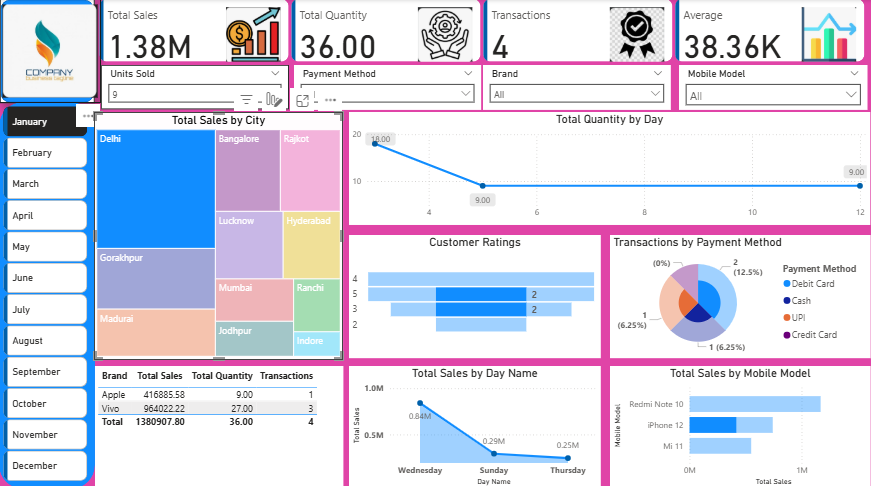 COMPANY
Total Sales
1.38M
Total Quantity
36.00
Transactions
4
Average
38.36K
Units Sold
9
Payment Method
Brand
All
Mobile Model
All
January
February
March
April
May
June
July
August
September
October
November
December
Total Sales by City
Delhi
Gorakhpur
Madurai
Bangalore
Rajkot
Lucknow
Hyderabad
Mumbai
Ranchi
Jodhpur
Indore
Total Quantity by Day
20
10
18.00
9.00
9.00
4 6 8 10 12
Customer Ratings
4
5 2
3 2
2
Transactions by Payment Method
(0%)
2
(12.5%)
1
(6.25%)
1 (6.25%)
Payment Method
Debit Card
Cash
UPI
Credit Card
Brand Total Sales Total Quantity Transactions
Apple 416885.58 9.00 1
Vivo 964022.22 27.00 3
Total 1380907.80 36.00 4
Total Sales by Day Name
Total Sales
1.0M
0.5M
0.84M
0.29M
0.25M
Wednesday Sunday Thursday
Day Name
Total Sales by Mobile Model
Mobile Model
Redmi Note 10
iPhone 12
Mi 11
0M 1M
Total Sales